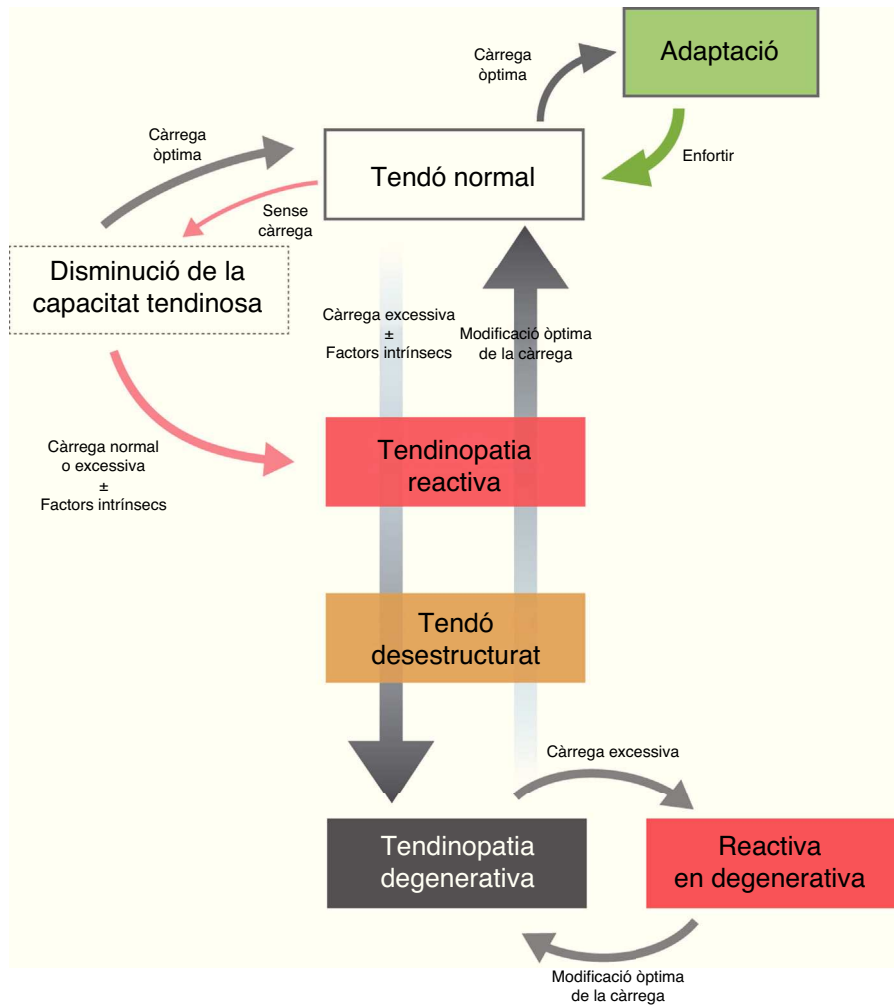 Càrrega
òptima
Adaptació
Càrrega
òptima
Enfortir
Tendó normal
Sense
càrrega
Disminució de la
capacitat tendinosa
Càrrega excessiva
±
Factors intrínsecs
Modificació òptima
de la càrrega
Càrrega normal
o excessiva
±
Factors intrínsecs
Tendinopatia
reactiva
Tendó
desestructurat
Càrrega excessiva
Tendinopatia
degenerativa
Reactiva
en degenerativa
Modificació òptima
de la càrrega